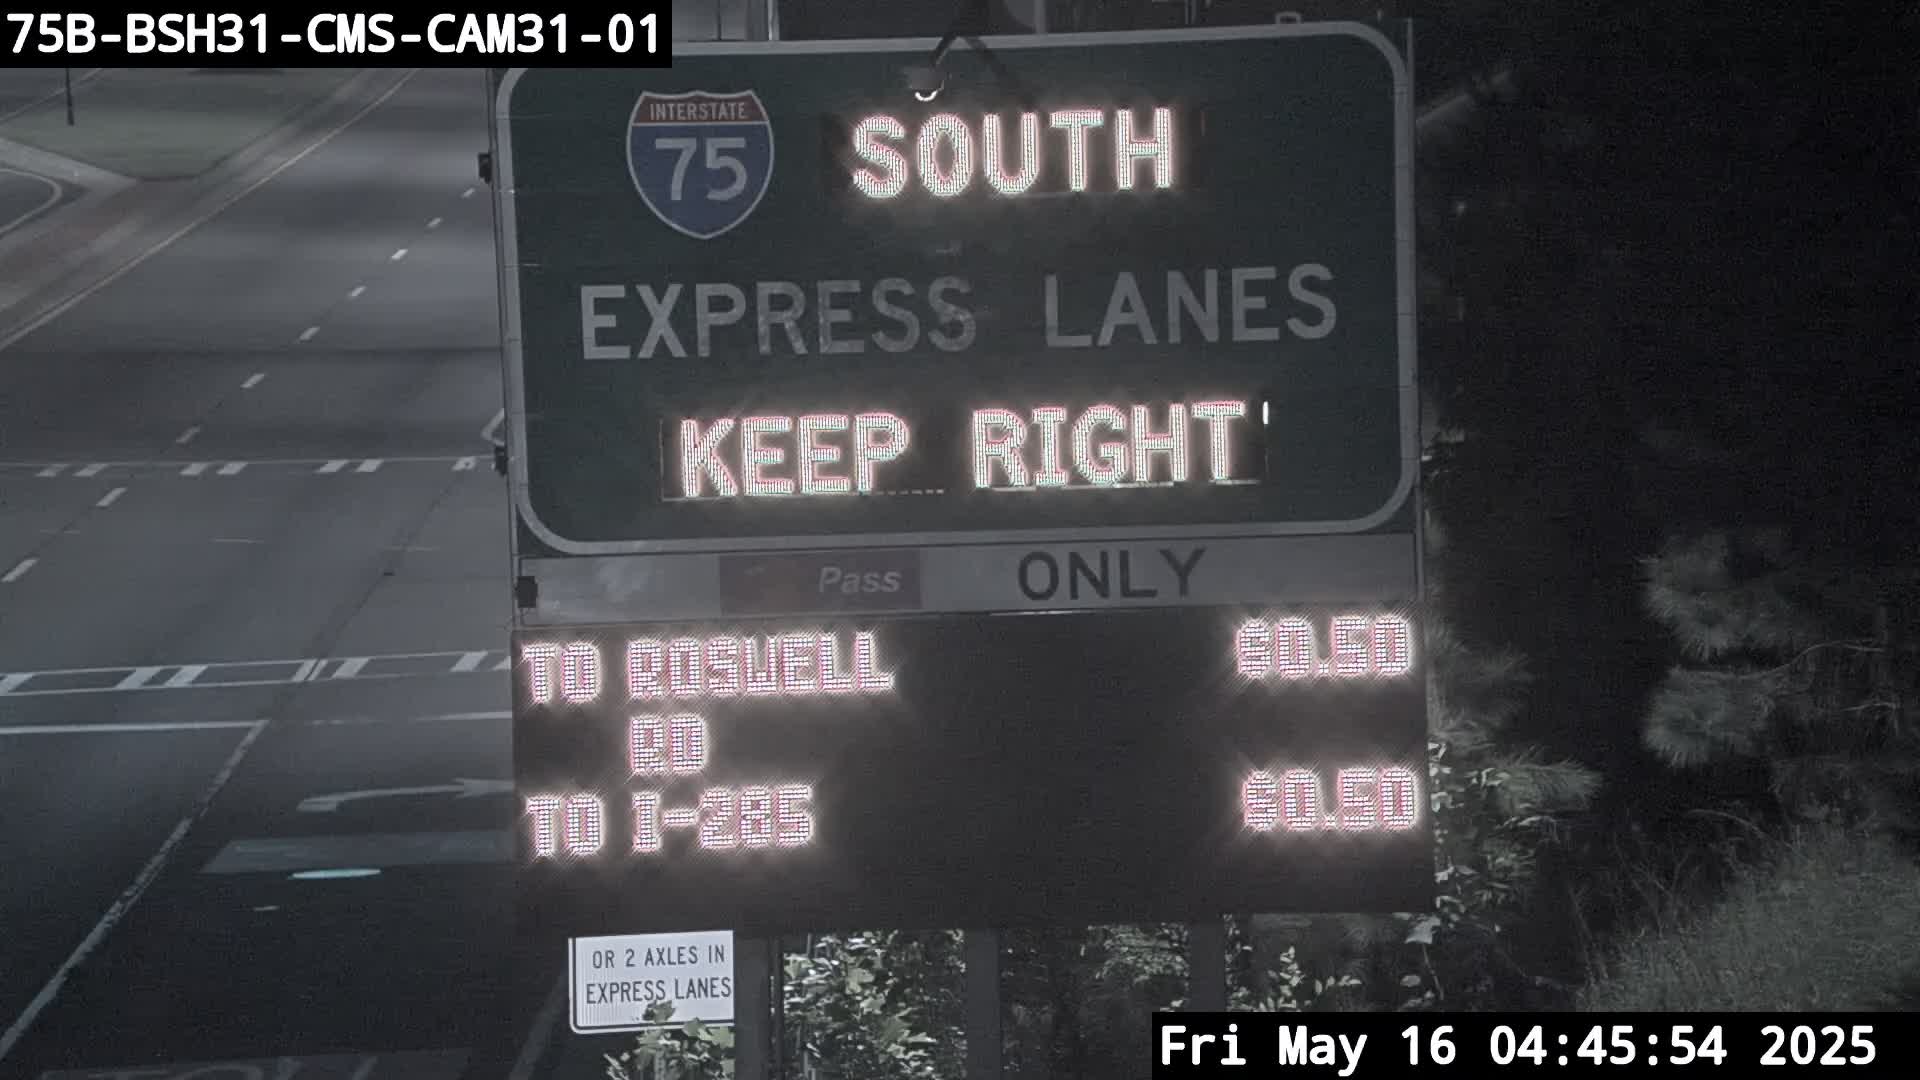 75B-BSH31-CMS-CAM31-01
INTERSTATE
75
SOUTH
EXPRESS LANES
KEEP RIGHT
Pass ONLY
TO ROSWELL $0.50
RD
TO I-285 $0.50
OR 2 AXLES IN
EXPRESS LANES
Fri May 16 04:45:54 2025